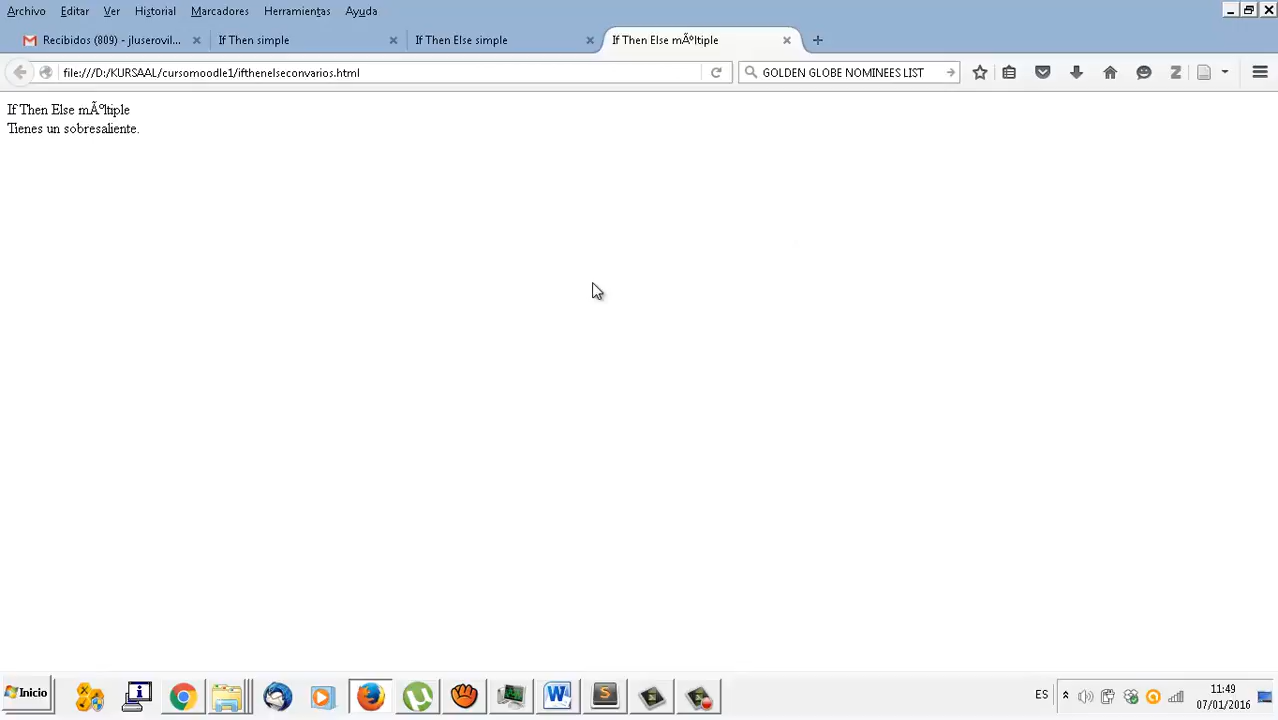 Archivo Editar Ver Historial Marcadores Herramientas Ayuda
Recibidos (809) - jluserovil... If Then simple If Then Else simple If Then Else mÃºltiple
file:///D:/KURSAAL/cursomoodle1/ifthenelseconvarios.html GOLDEN GLOBE NOMINEES LIST
If Then Else mÃºltiple
Tienes un sobresaliente.
Inicio ES 11:49
07/01/2016